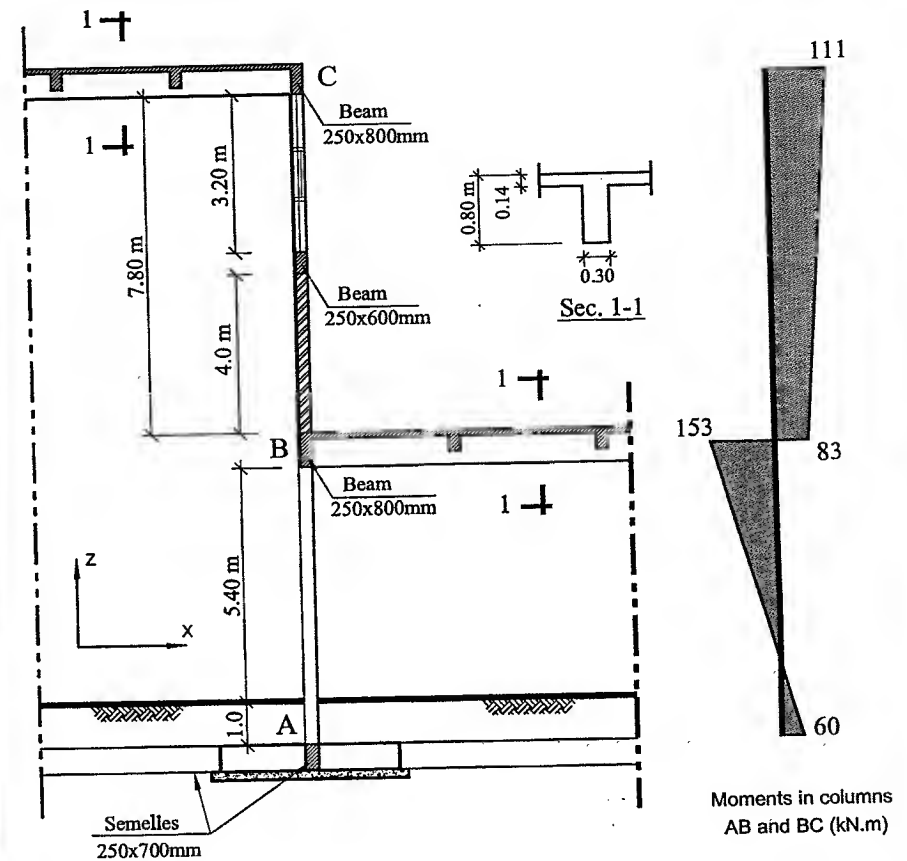 1
111
C
Beam
250x800mm
1
3.20 m
0.80 m
0.14
7.80 m
0.30
Sec. 1-1
Beam
250x600mm
4.0 m
1
153
B
83
Beam
250x800mm
1
z
5.40 m
x
1.0
A
60
Semelles
250x700mm
Moments in columns
AB and BC (kN.m)